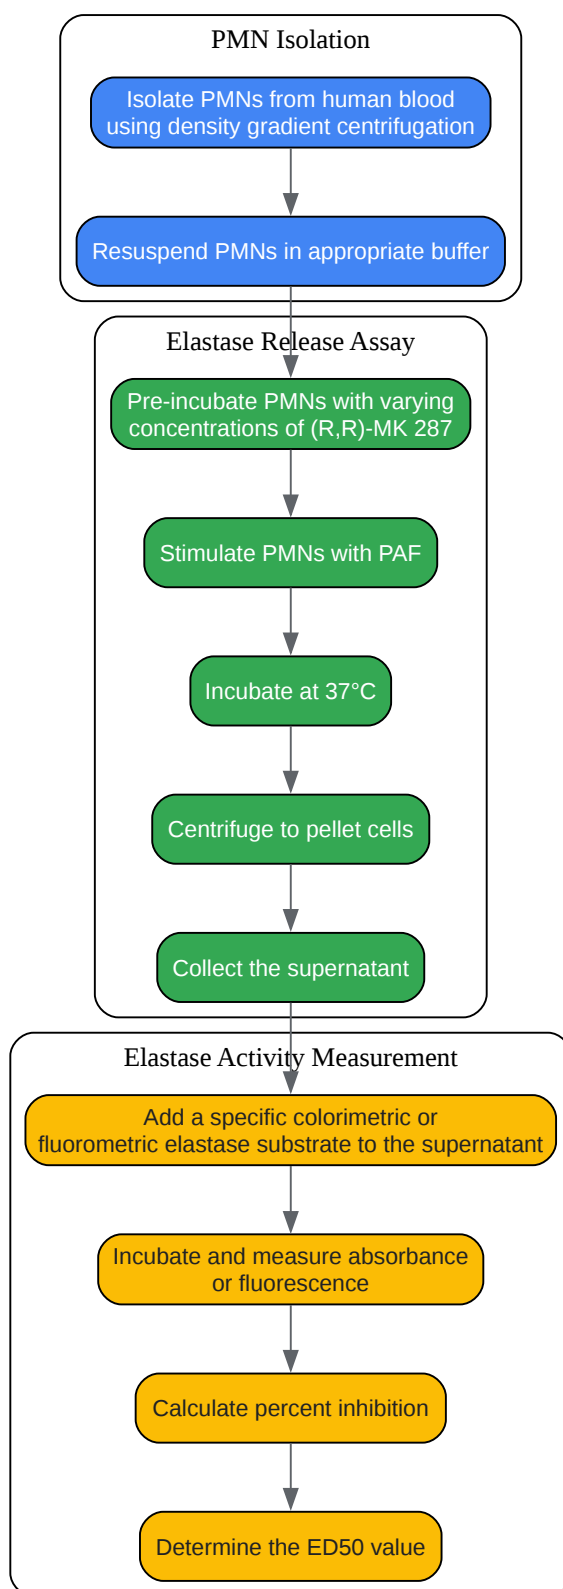 PMN Isolation
Isolate PMNs from human blood
using density gradient centrifugation
Resuspend PMNs in appropriate buffer
Elastase Release Assay
Pre-incubate PMNs with varying
concentrations of (R,R)-MK 287
Stimulate PMNs with PAF
Incubate at 37°C
Centrifuge to pellet cells
Collect the supernatant
Elastase Activity Measurement
Add a specific colorimetric or
fluorometric elastase substrate to the supernatant
Incubate and measure absorbance
or fluorescence
Calculate percent inhibition
Determine the ED50 value